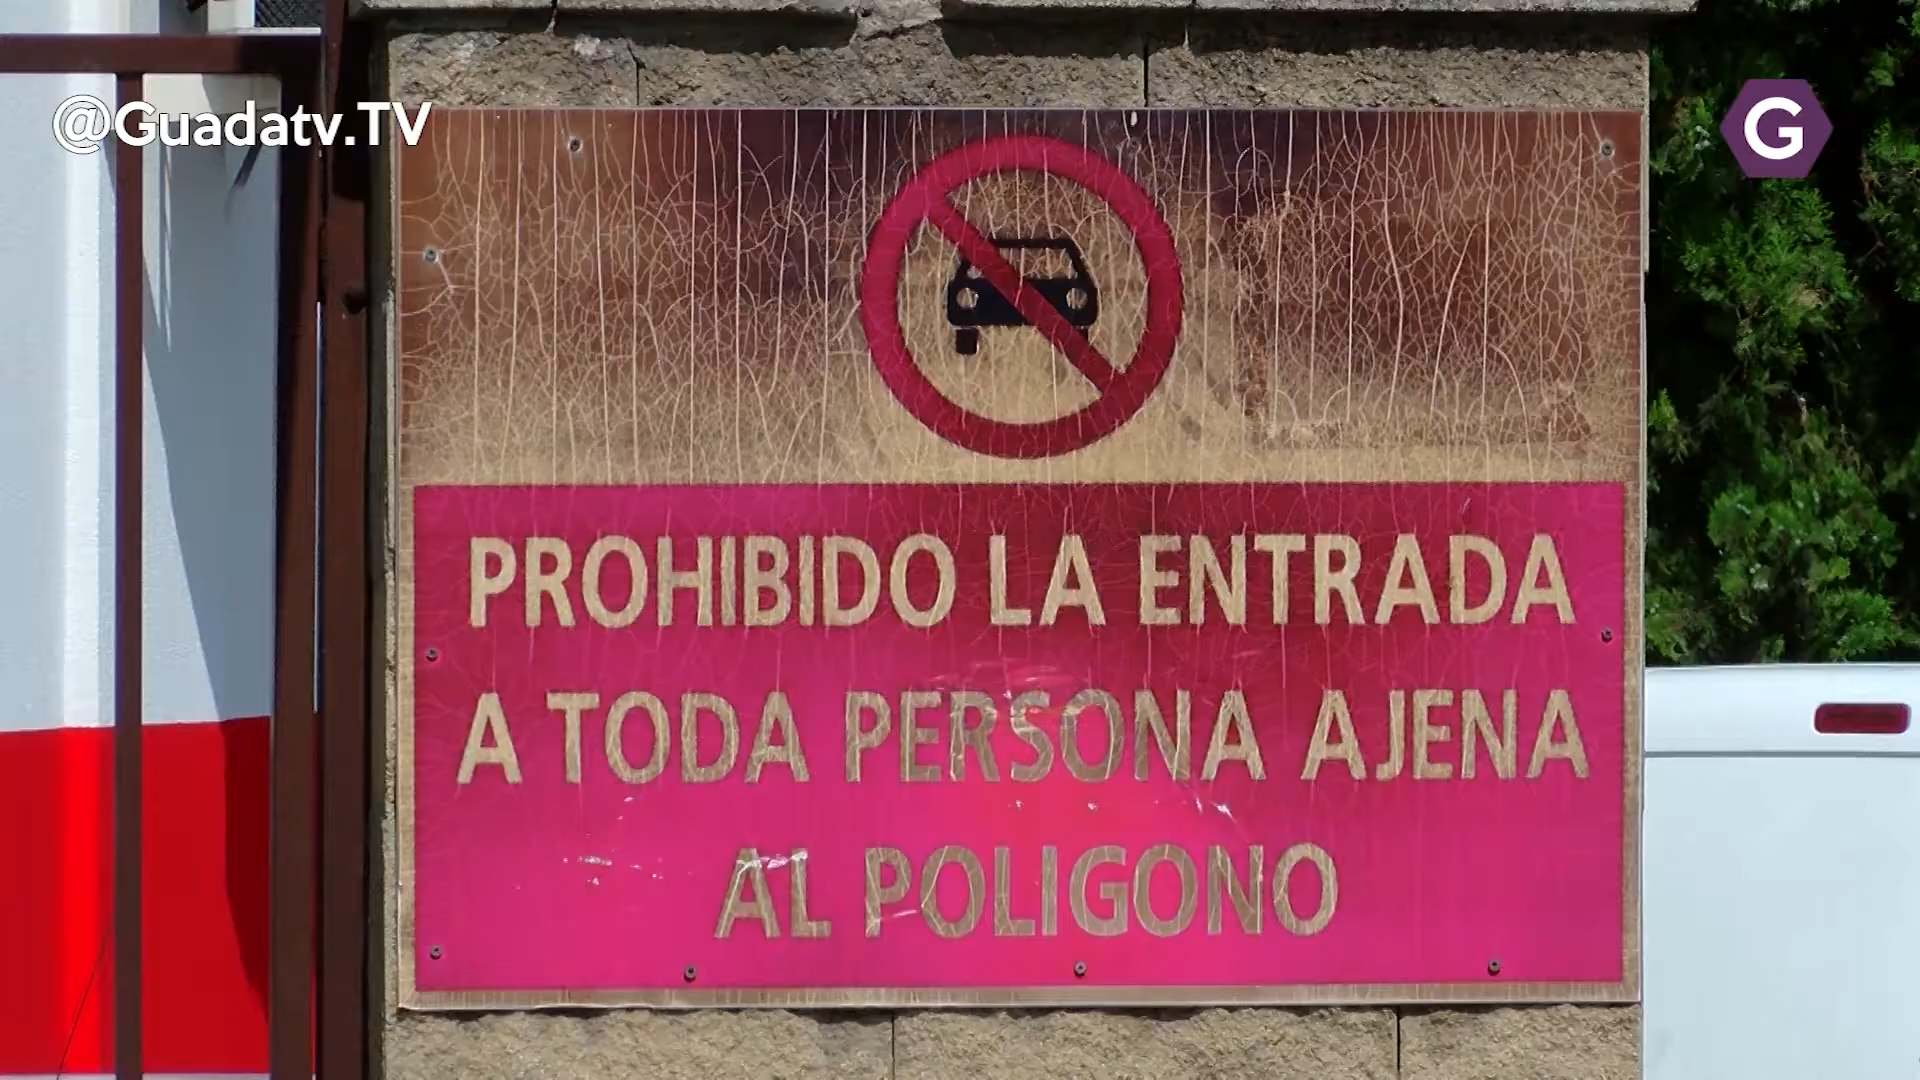 @Guadatv.TV
G
PROHIBIDO LA ENTRADA
A TODA PERSONA AJENA
AL POLIGONO